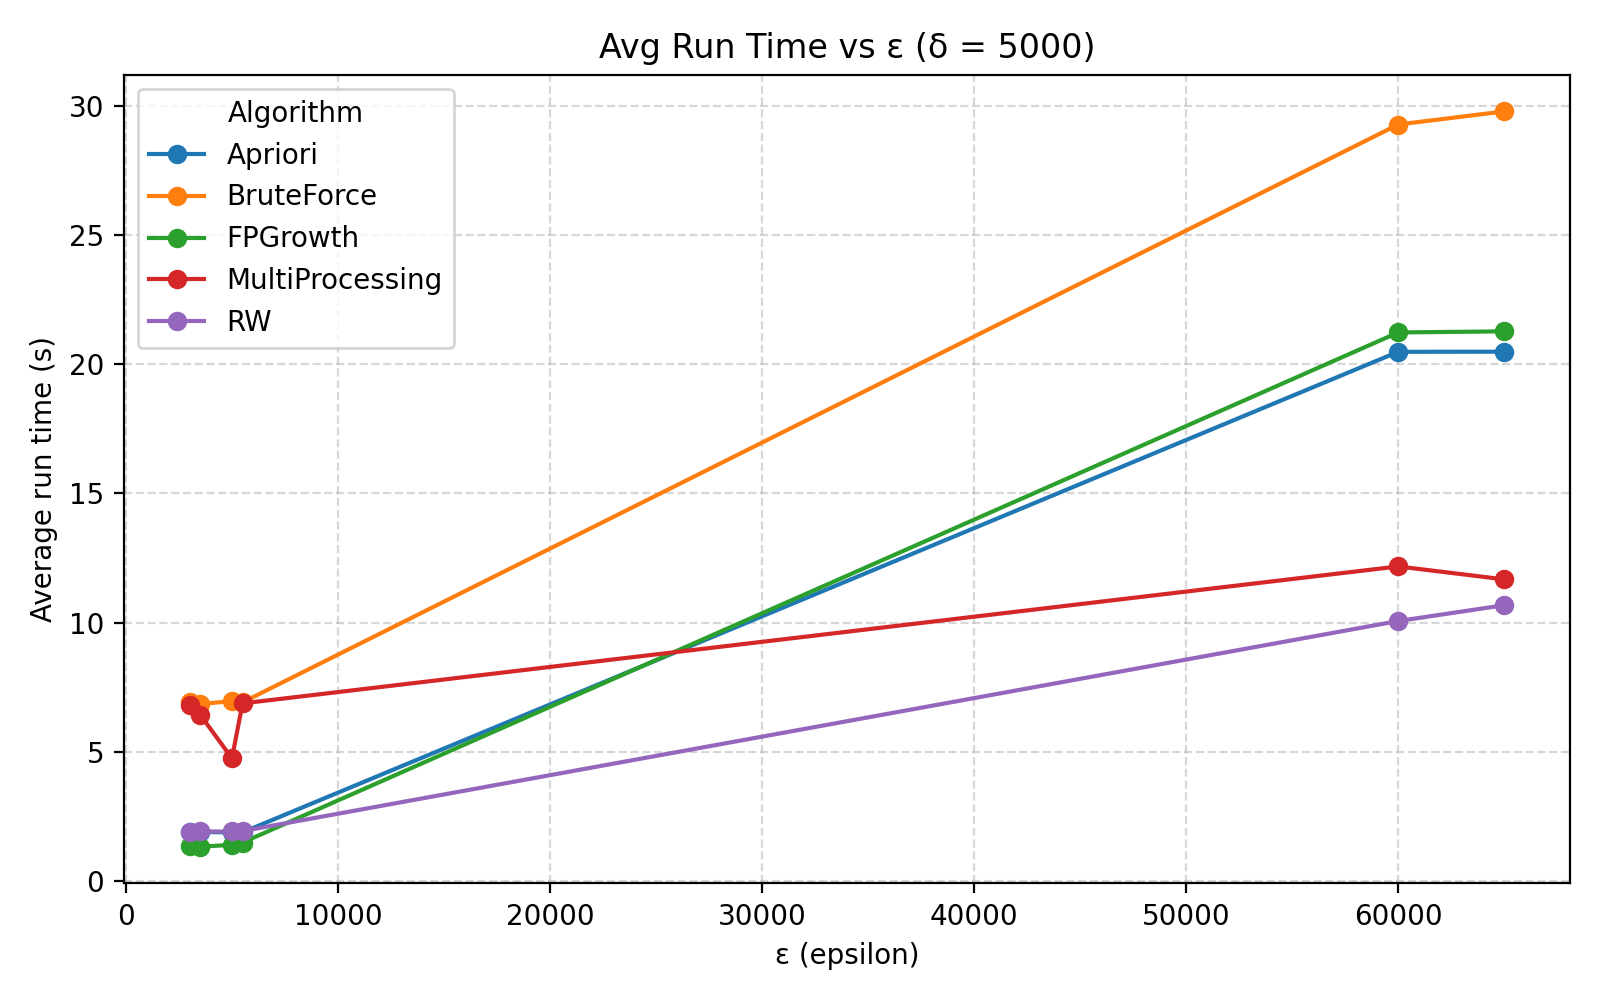 Avg Run Time vs ε (δ = 5000)
Algorithm
Apriori
BruteForce
FPGrowth
MultiProcessing
RW
Average run time (s)
30
25
20
15
10
5
0
0 10000 20000 30000 40000 50000 60000
ε (epsilon)